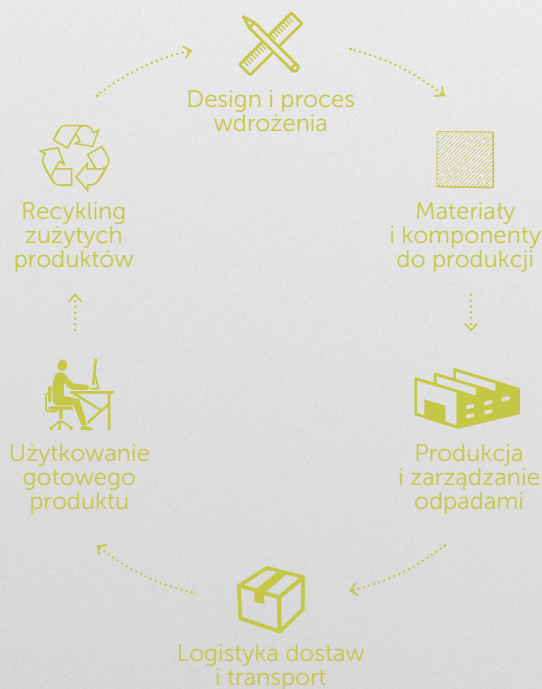 Design i proces
wdrożenia
Materiały
i komponenty
do produkcji
Produkcja
i zarządzanie
odpadami
Logistyka dostaw
i transport
Użytkowanie
gotowego
produktu
Recykling
zużytych
produktów